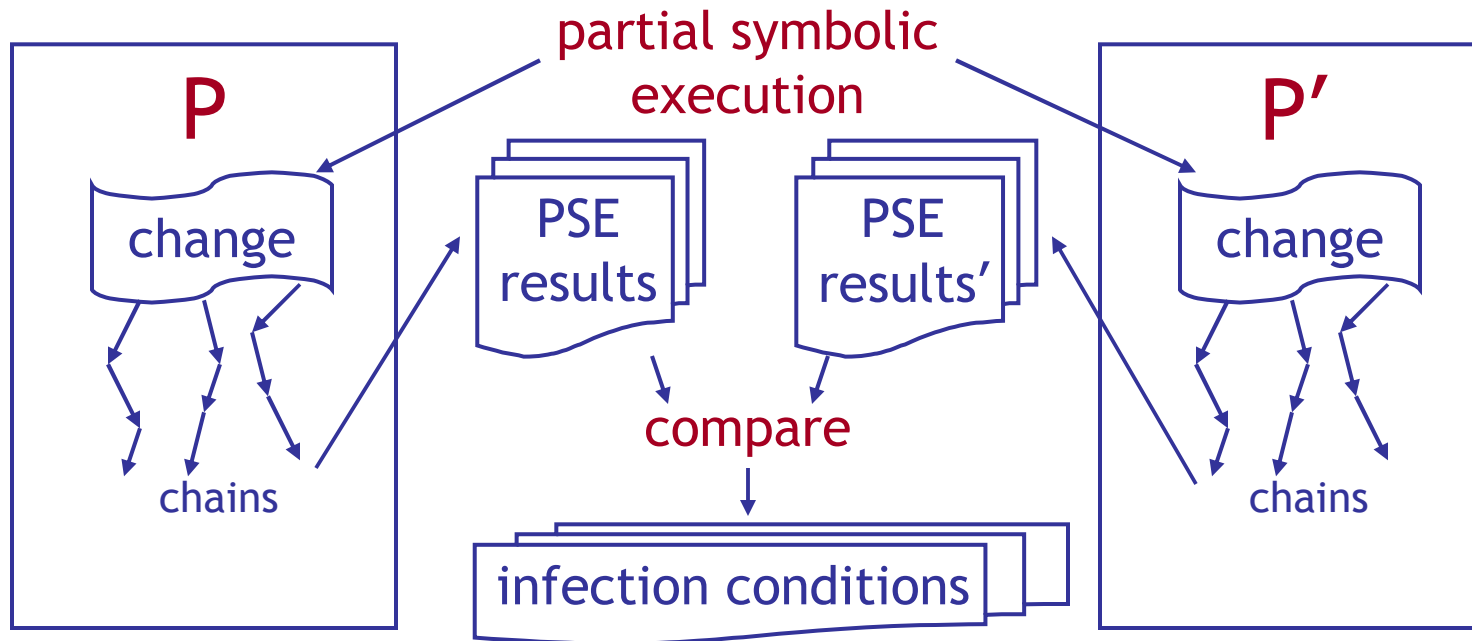 partial symbolic
execution
P
P′
change
PSE
results
PSE
results′
change
compare
chains
chains
infection conditions